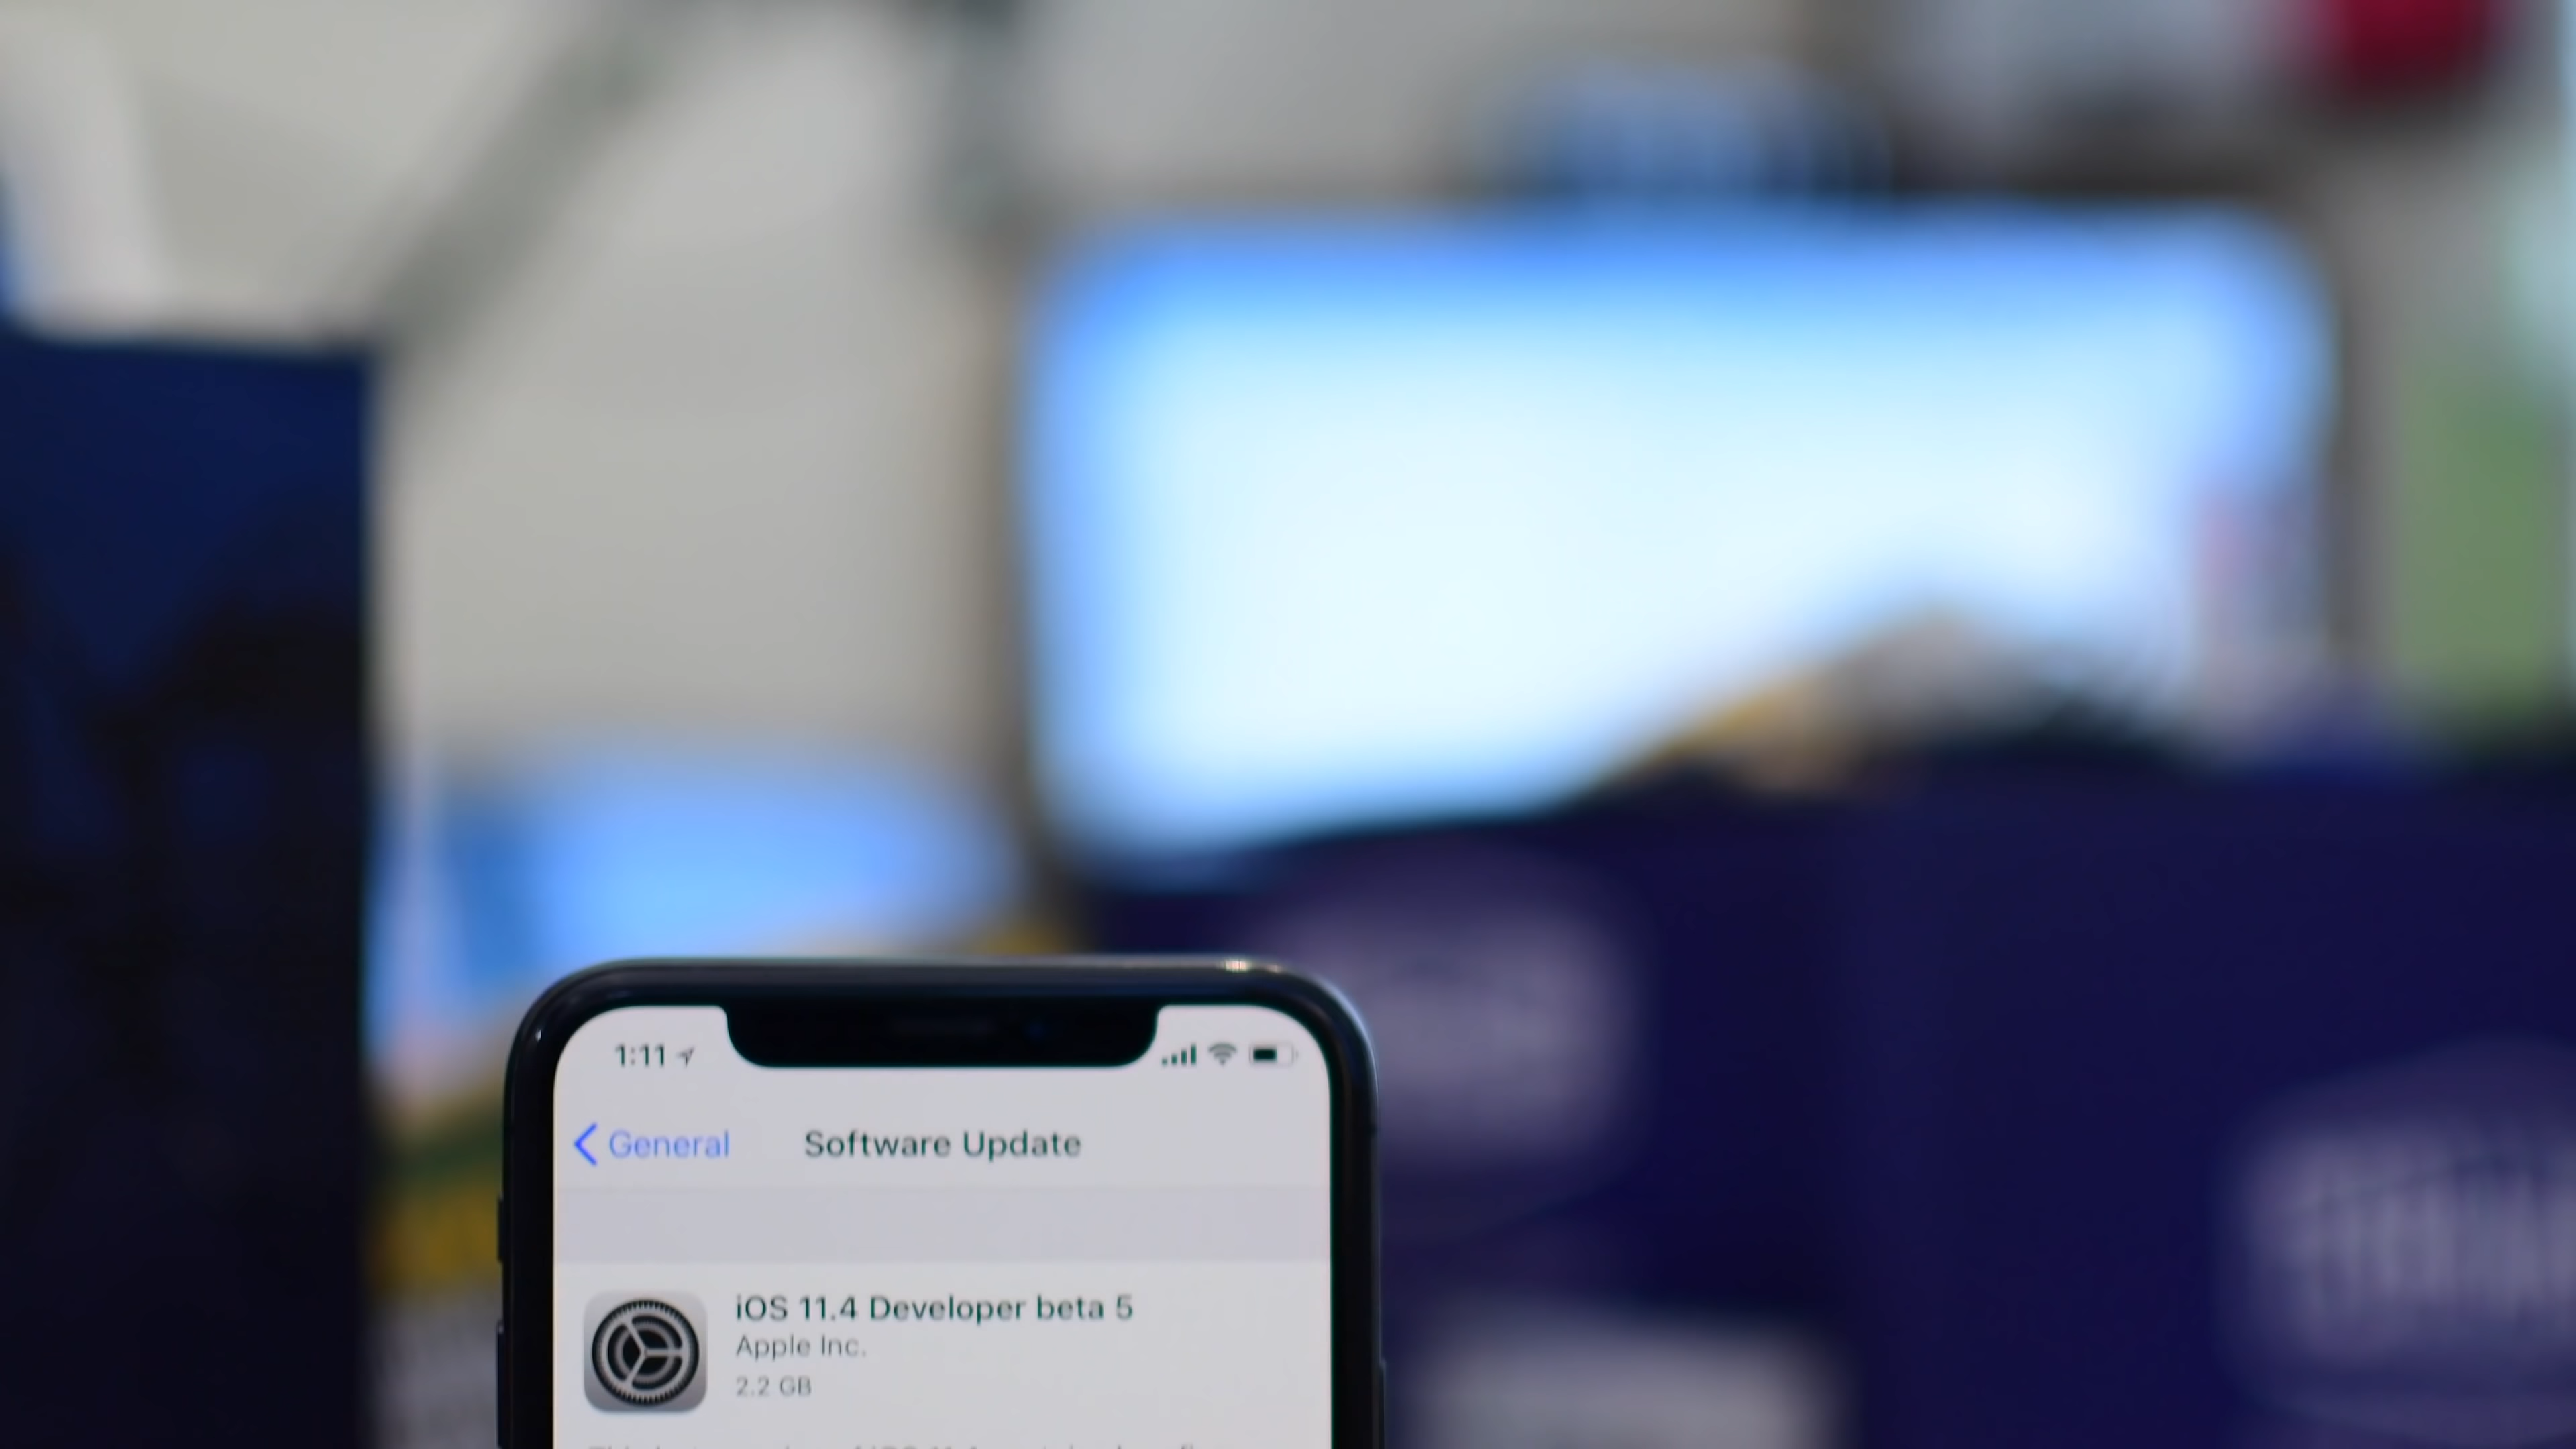 1:11
General
Software Update
iOS 11.4 Developer beta 5
Apple Inc.
2.2 GB